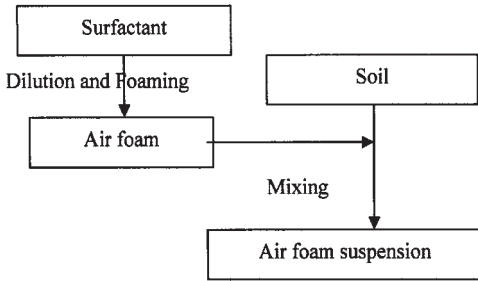 Surfactant
Dilution and Foaming
Soil
Air foam
Mixing
Air foam suspension